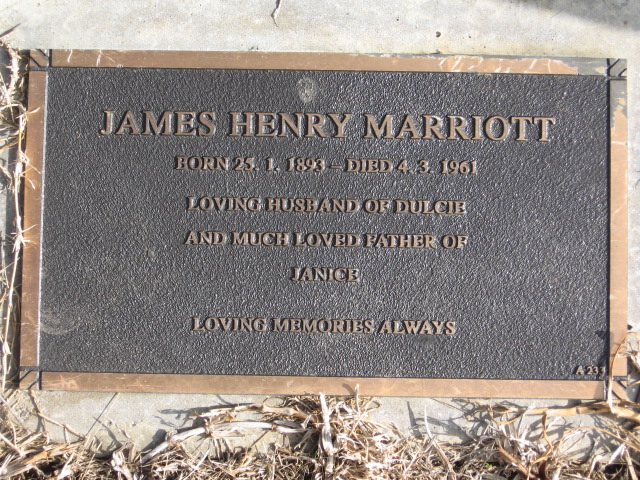 JAMES HENRY MARRIOTT
BORN 25. 1. 1893 – DIED 4. 3. 1961
LOVING HUSBAND OF DULCIE
AND MUCH LOVED FATHER OF
JANICE
LOVING MEMORIES ALWAYS